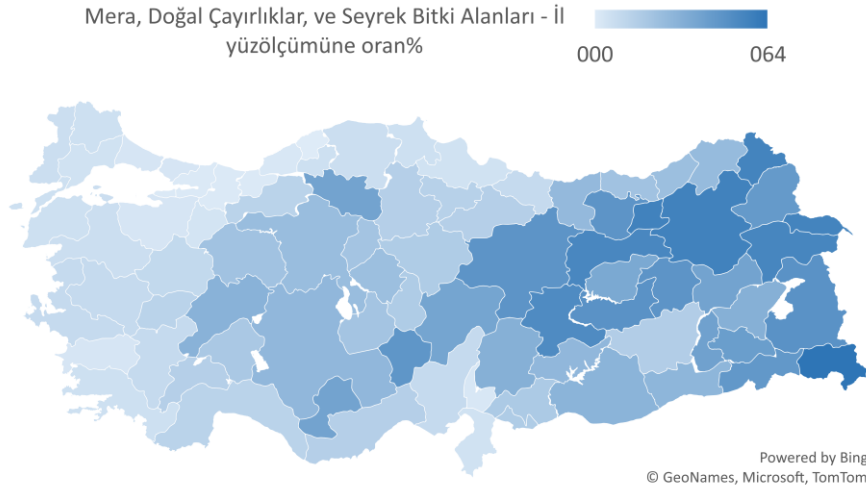 Mera, Doğal Çayırlıklar, ve Seyrek Bitki Alanları - İl
yüzölçümüne oran%
000
064
Powered by Bing
© GeoNames, Microsoft, TomTom